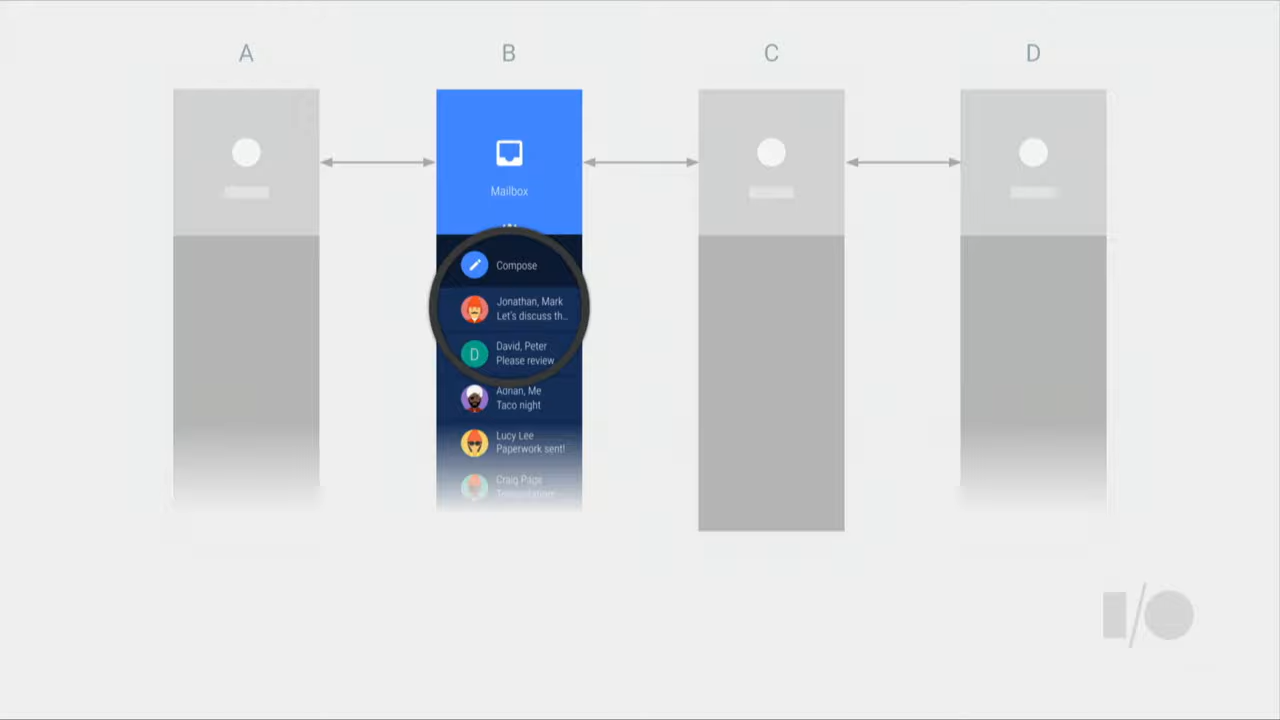 A B C D
Mailbox
Compose
Jonathan, Mark
Let's discuss th...
David, Peter
Please review
Adrian, Me
Taco night
Lucy Lee
Paperwork sent!
Craig Page
I/O